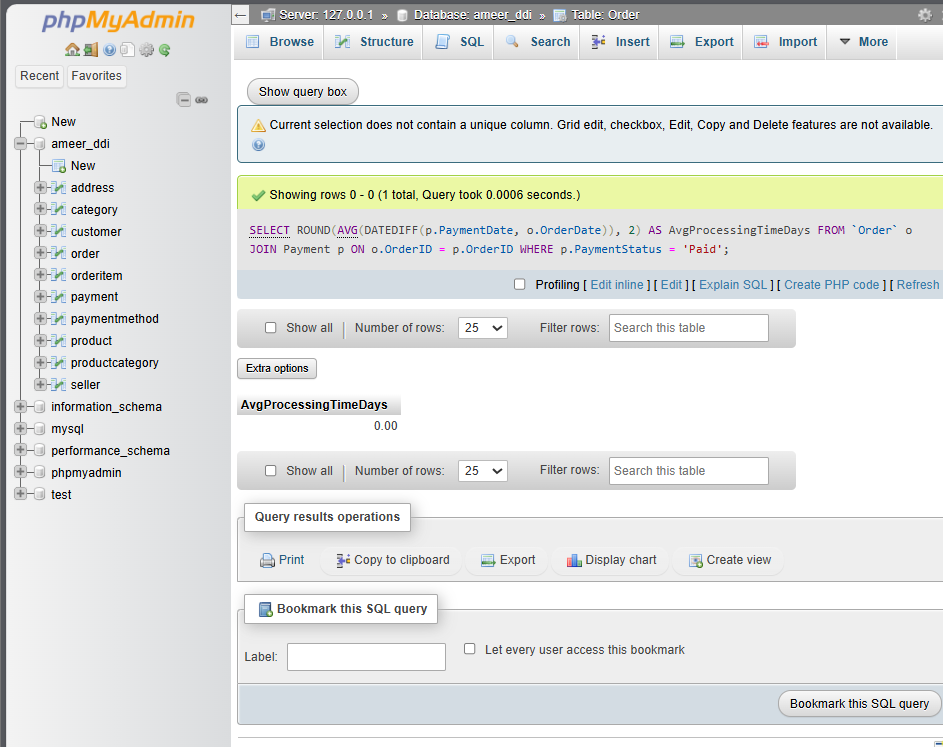 phpMyAdmin
Recent Favorites
New
ameer_ddi
New
address
category
customer
order
orderitem
payment
paymentmethod
product
productcategory
seller
information_schema
mysql
performance_schema
phpmyadmin
test
Server: 127.0.0.1 » Database: ameer_ddi » Table: Order
Browse Structure SQL Search Insert Export Import More
Show query box
Current selection does not contain a unique column. Grid edit, checkbox, Edit, Copy and Delete features are not available.
Showing rows 0 - 0 (1 total, Query took 0.0006 seconds.)
SELECT ROUND(AVG(DATEDIFF(p.PaymentDate, o.OrderDate)), 2) AS AvgProcessingTimeDays FROM `Order` o
JOIN Payment p ON o.OrderID = p.OrderID WHERE p.PaymentStatus = 'Paid';
Profiling [ Edit inline ] [ Edit ] [ Explain SQL ] [ Create PHP code ] [ Refresh
Show all Number of rows: 25 Filter rows: Search this table
Extra options
AvgProcessingTimeDays
0.00
Show all Number of rows: 25 Filter rows: Search this table
Query results operations
Print Copy to clipboard Export Display chart Create view
Bookmark this SQL query
Label: Let every user access this bookmark
Bookmark this SQL query